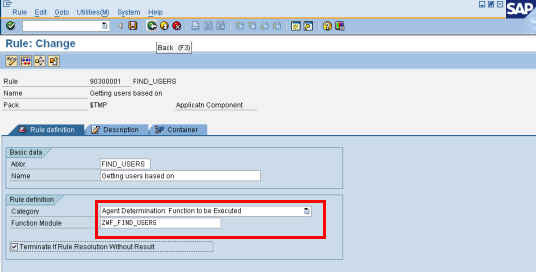 Rule Edit Goto Utilities(M) System Help
SAP
Rule: Change
Back (F3)
Rule 90300001 FIND_USERS
Name Getting users based on
Pack $TMP Applicatn Component
Rule definition Description Container
Basic data
Abbr. FIND_USERS
Name Getting users based on
Rule definition
Category Agent Determination: Function to be Executed
Function Module ZWF_FIND_USERS
Terminate If Rule Resolution Without Result